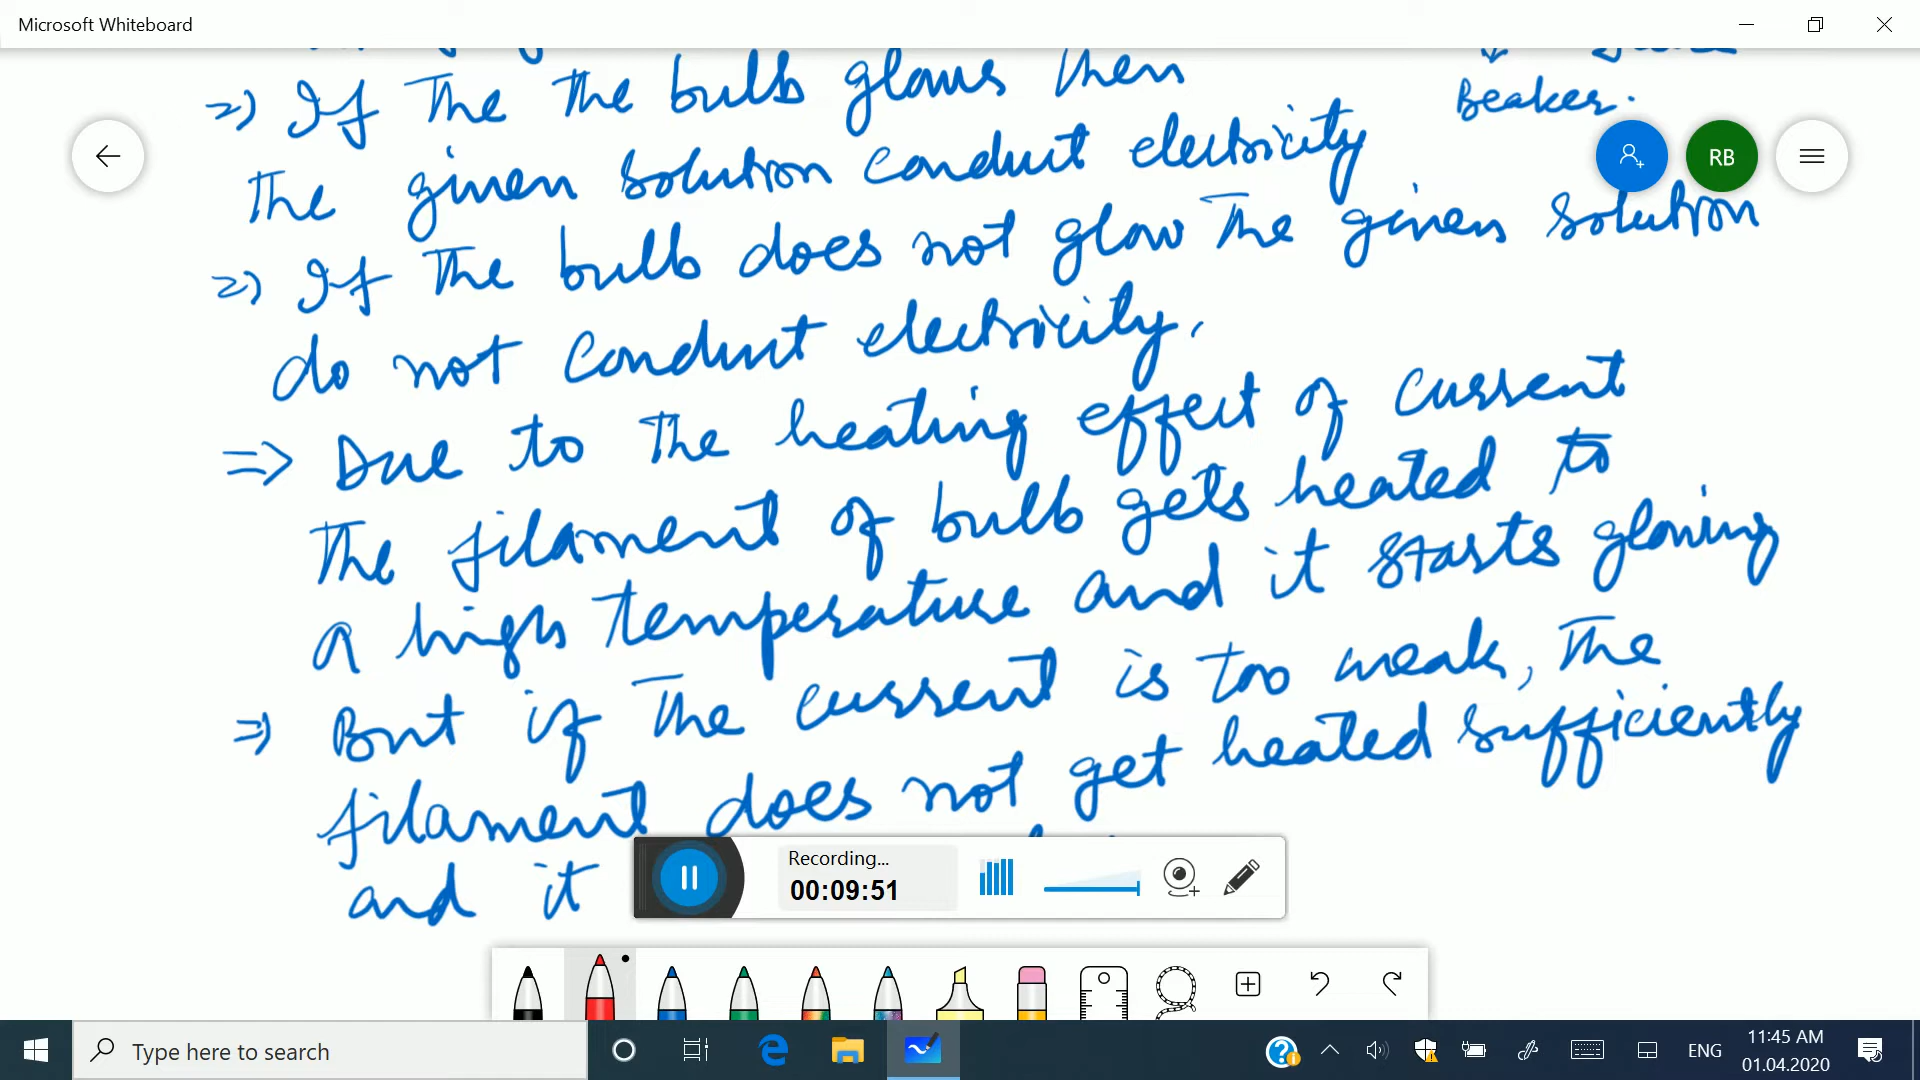 Microsoft Whiteboard
Beaker.
=) If The the bulb glows then
The given solution conduct electricity
RB
=) If The bulb does not glow The given solution
do not conduct electricity.
=> Due to The heating effect of current
The filament of bulb gets heated to
a high temperature and it starts glowing
=) But if The current is too weak, The
filament does not get heated sufficiently
and it
Recording...
00:09:51
Type here to search
ENG
11:45 AM
01.04.2020